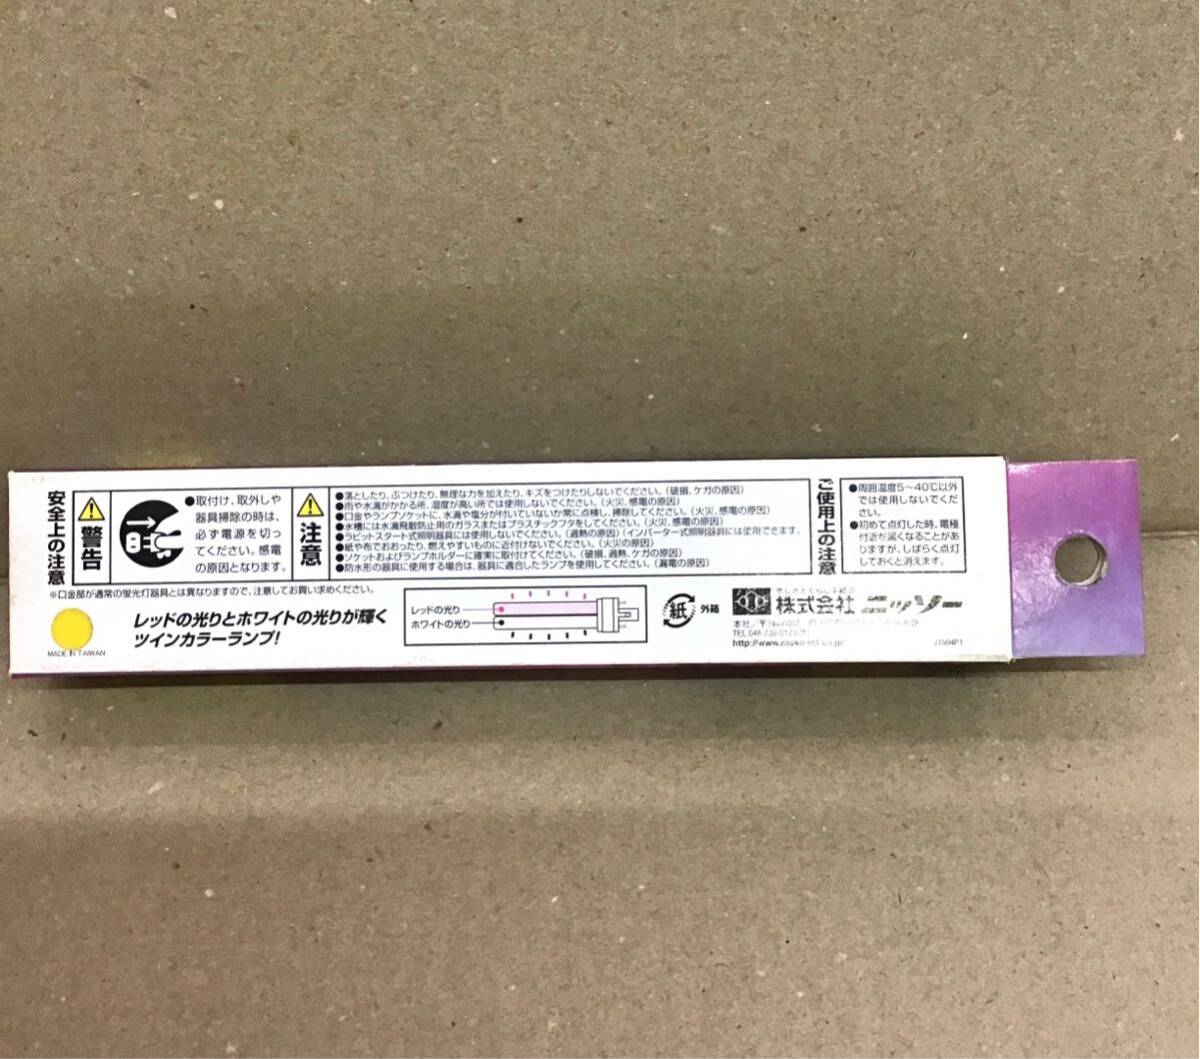 安全上の注意
警告
●取付け、取外しや
器具掃除の時は、
必ず電源を切っ
てください。感電
の原因となります。
注意
●落としたり、ぶつけたり、無理な力を加えたり、キズをつけたりしないでください。(破損、ケガの原因)
●雨や水滴がかかる所、湿度が高い所では使用しないでください。(火災、感電の原因)
●口金やランプソケットに、水滴や塩分が付いていないか常に点検し、掃除してください。(火災、感電の原因)
●水槽には水滴飛散防止用のガラスまたはプラスチックフタをしてください。(火災、感電の原因)
●ラピットスタート式照明器具には使用しないでください。(過熱の原因)(インバーター式照明器具には使用できます。
●紙や布でおおったり、燃えやすいものに近付けないでください。(火災の原因)
●ソケットおよびランプホルダーに確実に取付けてください。(破損、過熱、ケガの原因)
●防水形の器具に使用する場合は、器具に適合したランプを使用してください。(漏電の原因)
ご使用上の注意
●周囲温度5〜40℃以外
では使用しないでくだ
さい。
●初めて点灯した時、電極
付近が黒くなることがあ
りますが、しばらく点灯
しておくと消えます。
※口金部が通常の蛍光灯器具とは異なりますので、注意してお買い求めください。
MADE IN TAIWAN
レッドの光りとホワイトの光りが輝く
ツインカラーランプ!
レッドの光り
ホワイトの光り
紙
外箱
株式会社 ニッソー
本社/〒
TEL
http://www.
J1504P1